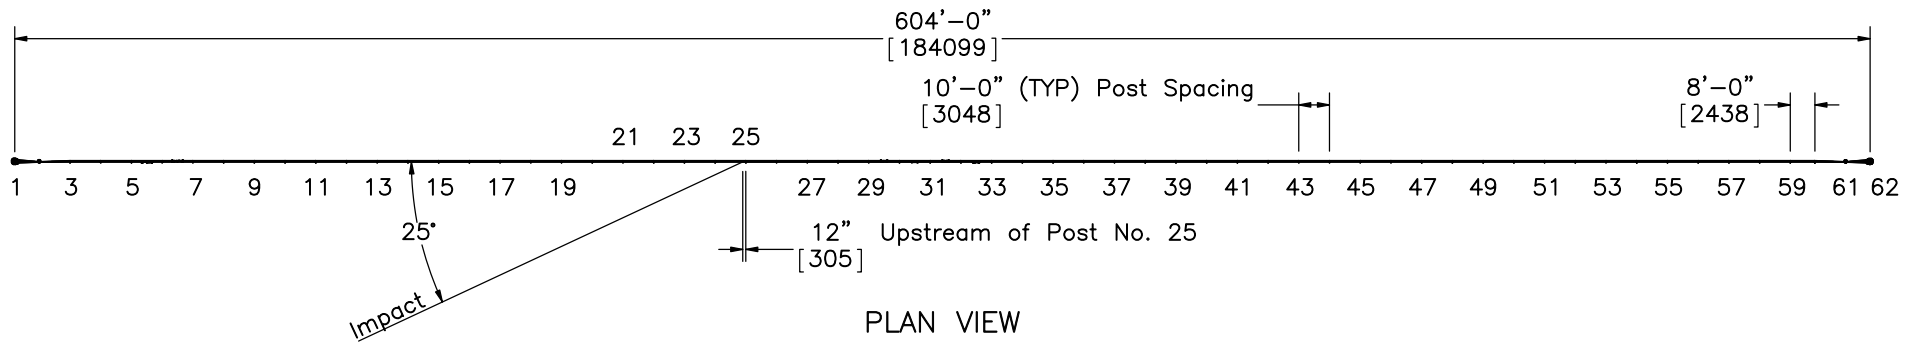 604'-0"
[184099]
10'-0" (TYP) Post Spacing
[3048]
8'-0"
[2438]
21 23 25
1 3 5 7 9 11 13 15 17 19 27 29 31 33 35 37 39 41 43 45 47 49 51 53 55 57 59 61 62
25°
12" Upstream of Post No. 25
[305]
Impact
PLAN VIEW